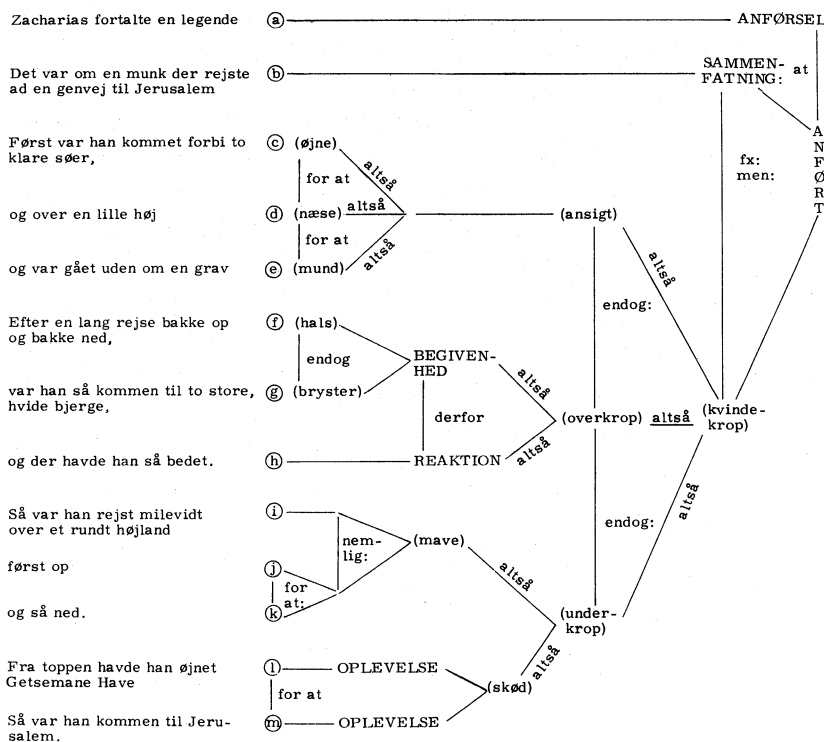 Zacharias fortalte en legende ⓐ ANFØRSEL
Det var om en munk der rejste ⓑ SAMMEN- at
ad en genvej til Jerusalem FATNING:
ANFØRT
Først var han kommet forbi to ⓒ (øjne) altså fx:
klare søer, men:
for at
og over en lille høj ⓓ (næse) altså (ansigt)
for at altså
og var gået uden om en grav ⓔ (mund) altså
endog:
Efter en lang rejse bakke op ⓕ (hals)
og bakke ned,
endog BEGIVEN-
HED altså
var han så kommen til to store, ⓖ (bryster)
hvide bjerge,
derfor (overkrop) altså (kvinde-
krop)
og der havde han så bedet. ⓗ REAKTION altså
Så var han rejst milevidt ⓘ endog: altså
over et rundt højland
nem-
lig: (mave)
først op ⓙ altså
for
at:
og så ned. ⓚ (under-
krop)
Fra toppen havde han øjnet ⓛ OPLEVELSE altså
Getsemane Have
for at (skød)
Så var han kommen til Jeru- ⓜ OPLEVELSE
salem.